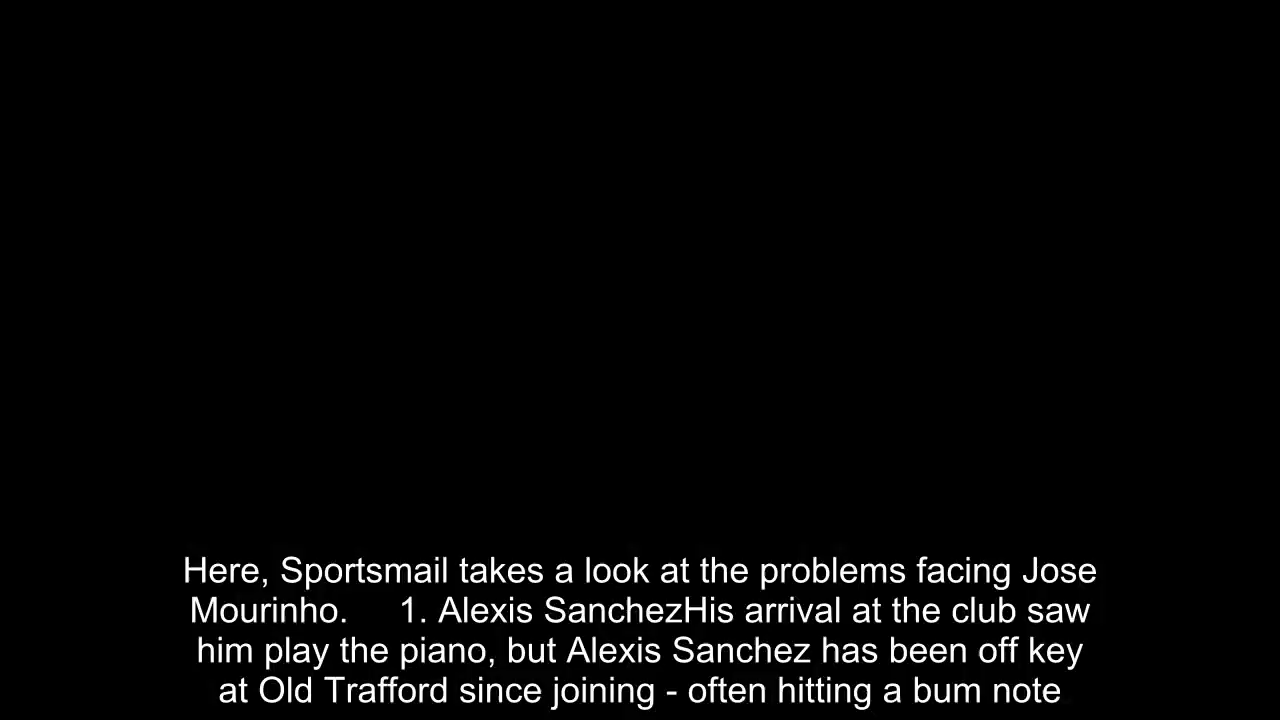 Here, Sportsmail takes a look at the problems facing Jose
Mourinho.     1. Alexis SanchezHis arrival at the club saw
him play the piano, but Alexis Sanchez has been off key
at Old Trafford since joining - often hitting a bum note